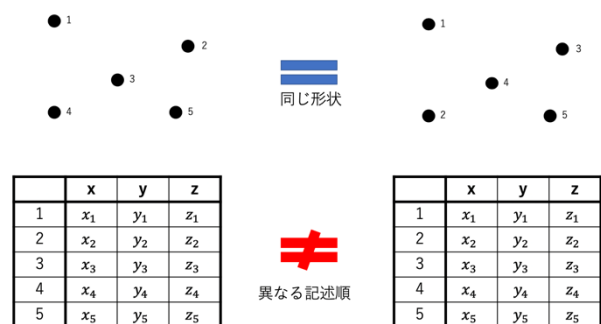 1
2
3
4
5
同じ形状
1
3
4
2
5
x y z
1 x₁ y₁ z₁
2 x₂ y₂ z₂
3 x₃ y₃ z₃
4 x₄ y₄ z₄
5 x₅ y₅ z₅
異なる記述順
x y z
1 x₁ y₁ z₁
2 x₂ y₂ z₂
3 x₃ y₃ z₃
4 x₄ y₄ z₄
5 x₅ y₅ z₅